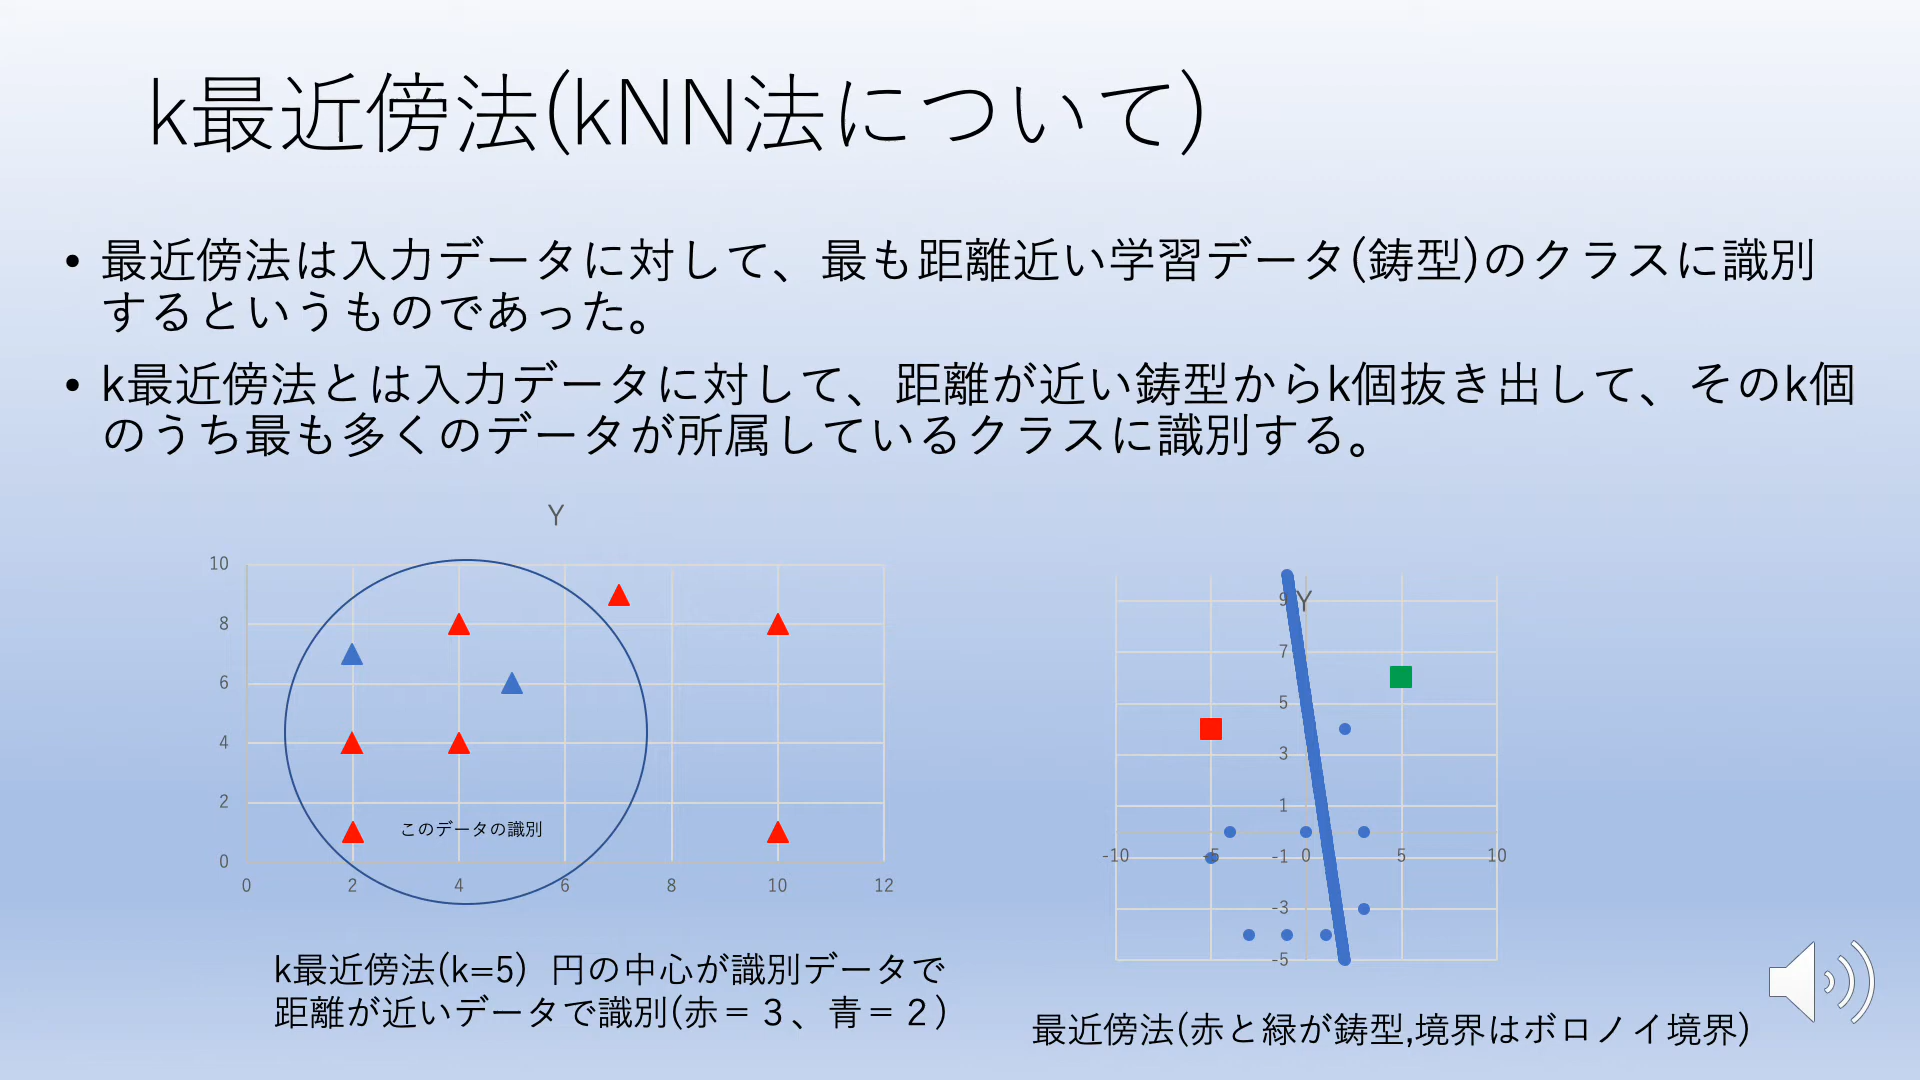 k最近傍法(kNN法について)
• 最近傍法は入力データに対して、最も距離近い学習データ(鋳型)のクラスに識別
するというものであった。
• k最近傍法とは入力データに対して、距離が近い鋳型からk個抜き出して、そのk個
のうち最も多くのデータが所属しているクラスに識別する。
Y
10
8
6
4
2
0
0 2 4 6 8 10 12
このデータの識別
k最近傍法(k=5) 円の中心が識別データで
距離が近いデータで識別(赤＝３、青＝２)
Y
9
7
5
3
1
-1
-3
-5
-10 -5 0 5 10
最近傍法(赤と緑が鋳型,境界はボロノイ境界)